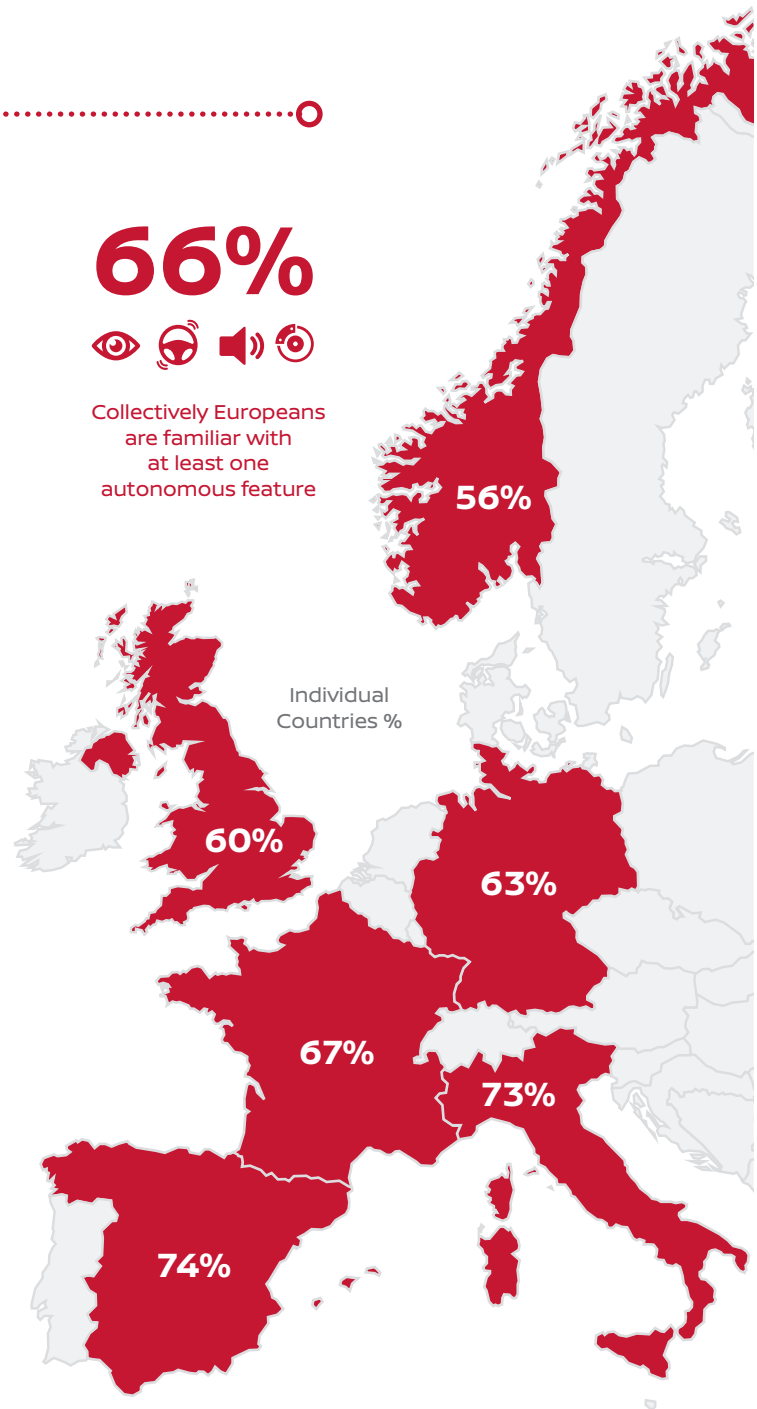 66%
Collectively Europeans
are familiar with
at least one
autonomous feature
56%
Individual
Countries %
60%
63%
67%
73%
74%